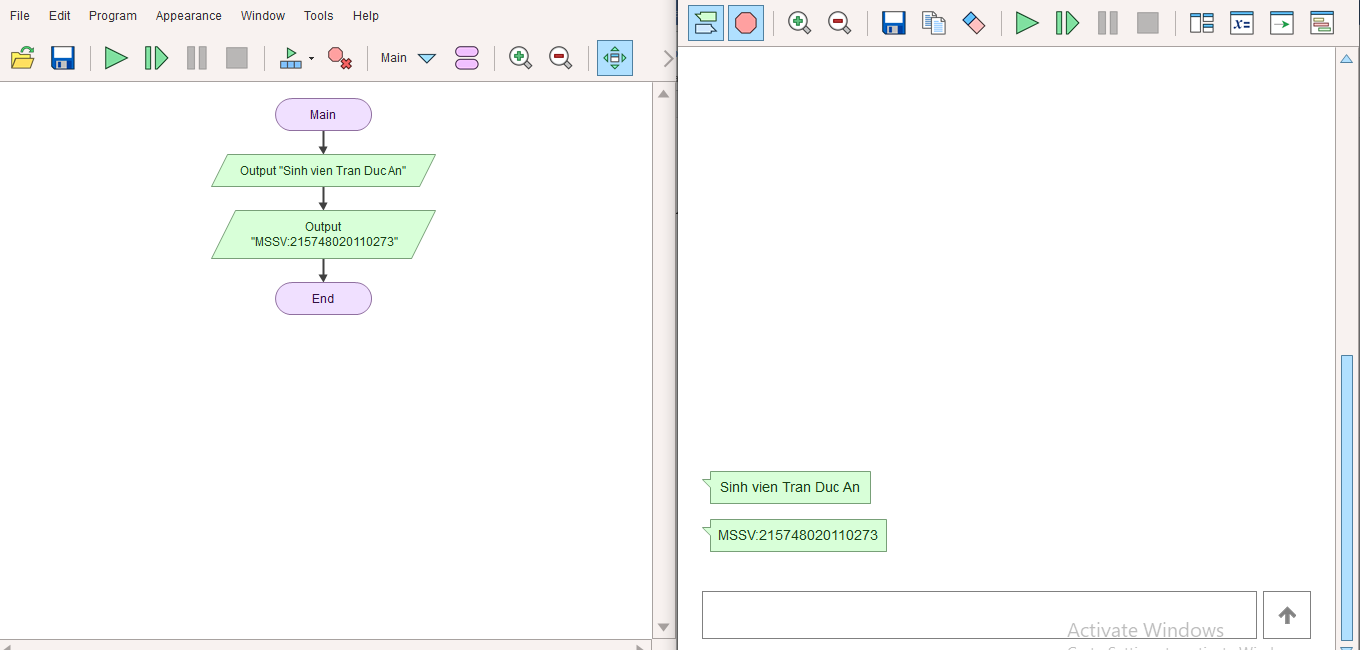 File Edit Program Appearance Window Tools Help
Main
Main
Output "Sinh vien Tran Duc An"
Output
"MSSV:215748020110273"
End
x=
Sinh vien Tran Duc An
MSSV:215748020110273
Activate Windows